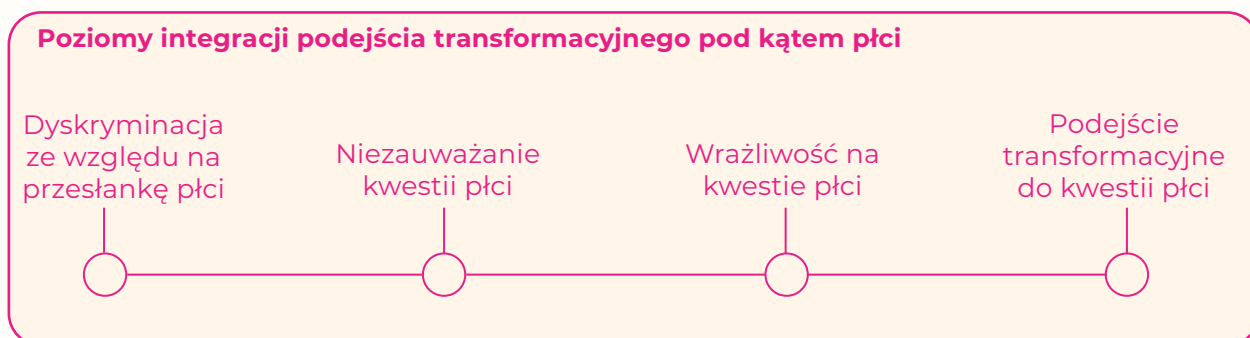 Poziomy integracji podejścia transformacyjnego pod kątem płci
Dyskryminacja
ze względu na
przesłankę płci
Niezauważanie
kwestii płci
Wrażliwość na
kwestie płci
Podejście
transformacyjne
do kwestii płci